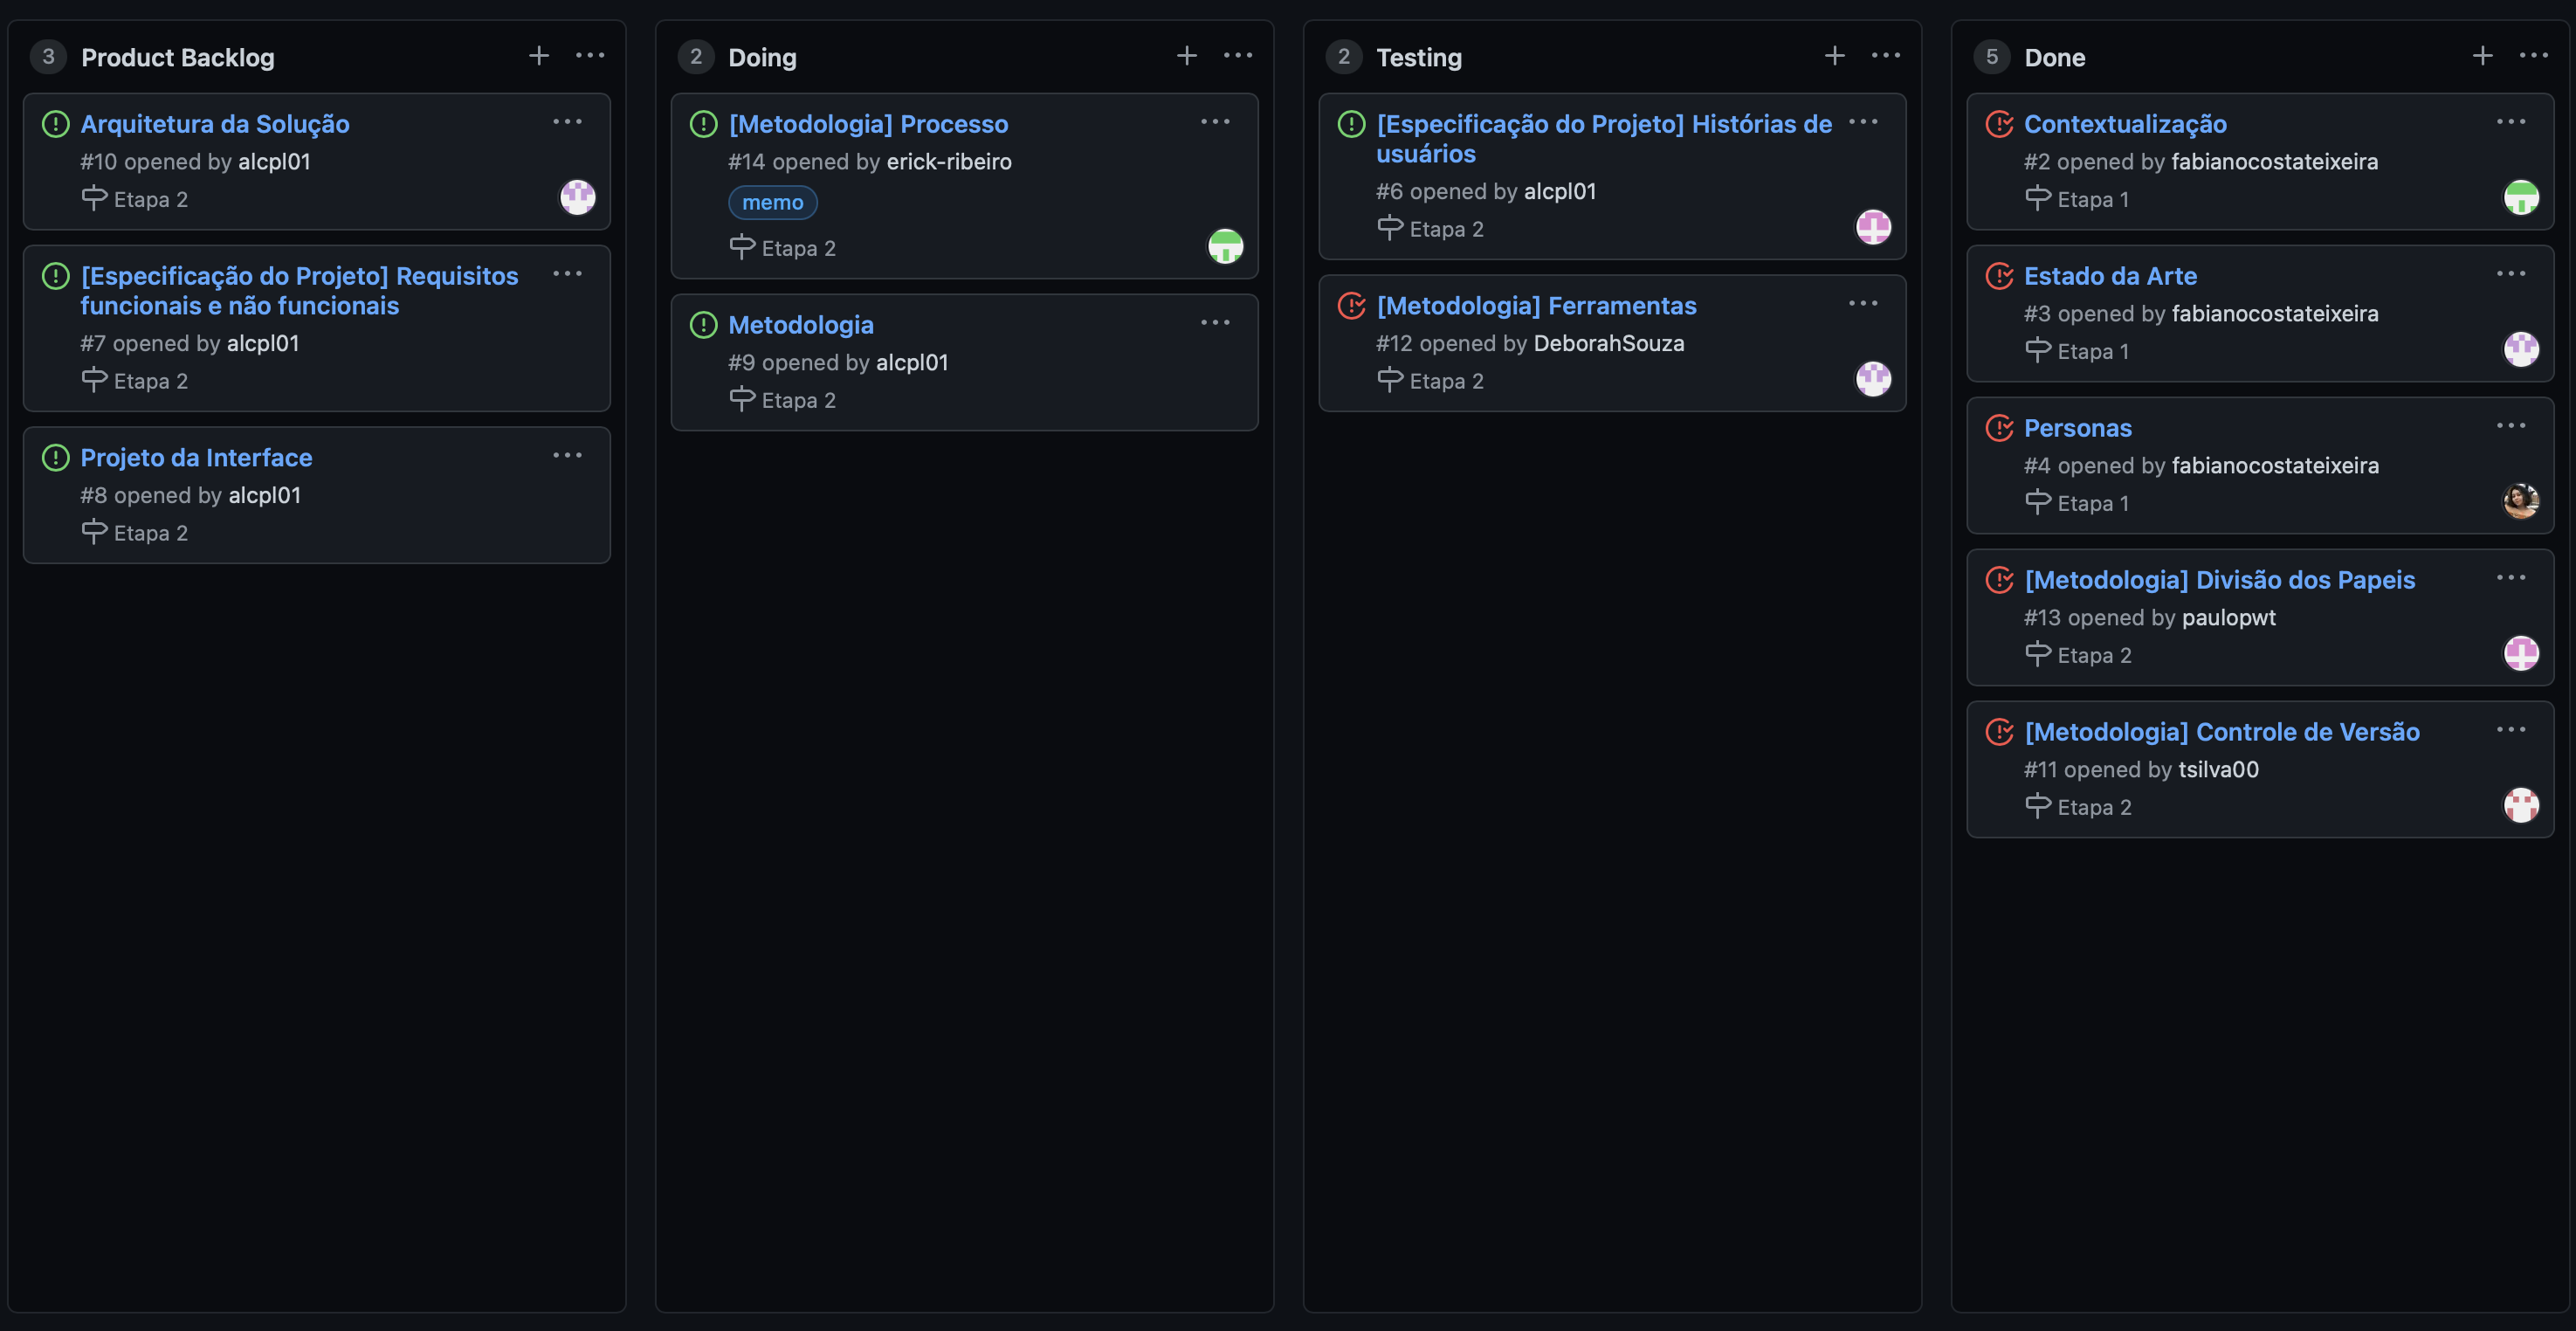 3 Product Backlog
Arquitetura da Solução
#10 opened by alcpl01
Etapa 2
[Especificação do Projeto] Requisitos
funcionais e não funcionais
#7 opened by alcpl01
Etapa 2
Projeto da Interface
#8 opened by alcpl01
Etapa 2
2 Doing
[Metodologia] Processo
#14 opened by erick-ribeiro
memo
Etapa 2
Metodologia
#9 opened by alcpl01
Etapa 2
2 Testing
[Especificação do Projeto] Histórias de
usuários
#6 opened by alcpl01
Etapa 2
[Metodologia] Ferramentas
#12 opened by DeborahSouza
Etapa 2
5 Done
Contextualização
#2 opened by fabianocostateixeira
Etapa 1
Estado da Arte
#3 opened by fabianocostateixeira
Etapa 1
Personas
#4 opened by fabianocostateixeira
Etapa 1
[Metodologia] Divisão dos Papeis
#13 opened by paulopwt
Etapa 2
[Metodologia] Controle de Versão
#11 opened by tsilva00
Etapa 2